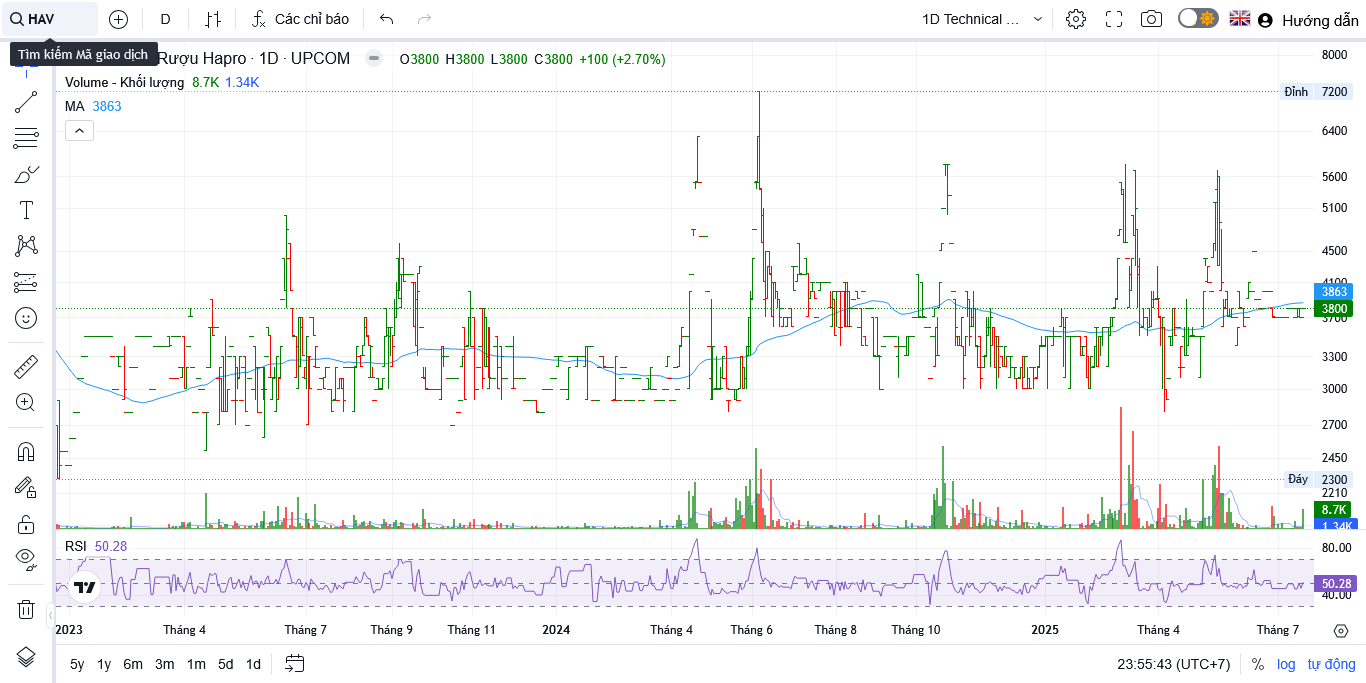 HAV
D
Các chỉ báo
1D Technical ...
Hướng dẫn
Tìm kiếm Mã giao dịch
Rượu Hapro · 1D · UPCOM
O3800 H3800 L3800 C3800 +100 (+2.70%)
Volume - Khối lượng 8.7K 1.34K
MA 3863
8000
Đỉnh 7200
6400
5600
5100
4500
4100
3863
3800
3700
3300
3000
2700
2450
Đáy 2300
2210
8.7K
1.34K
RSI 50.28
80.00
50.28
40.00
2023 Tháng 4 Tháng 7 Tháng 9 Tháng 11 2024 Tháng 4 Tháng 6 Tháng 8 Tháng 10 2025 Tháng 4 Tháng 7
5y 1y 6m 3m 1m 5d 1d
23:55:43 (UTC+7) % log tự động